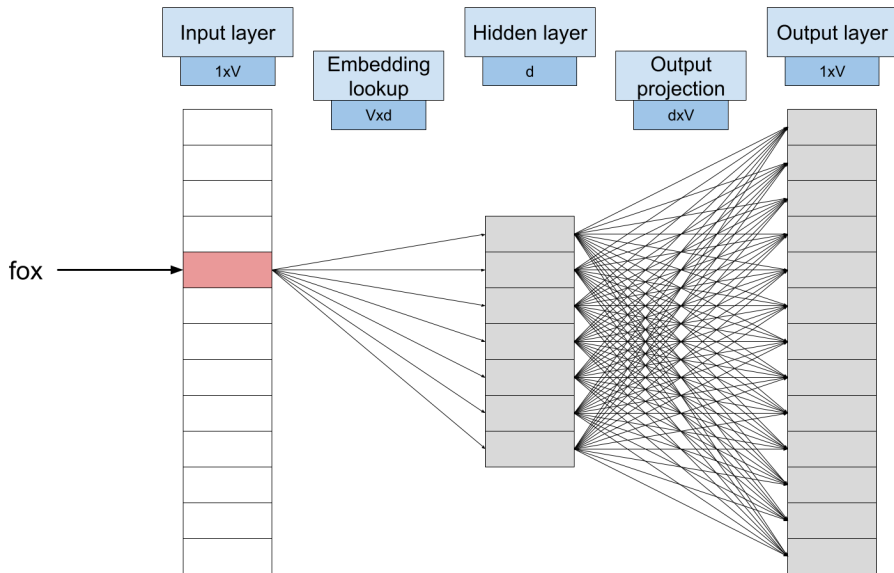 Input layer
1xV
Embedding
lookup
Vxd
Hidden layer
d
Output
projection
dxV
Output layer
1xV
fox